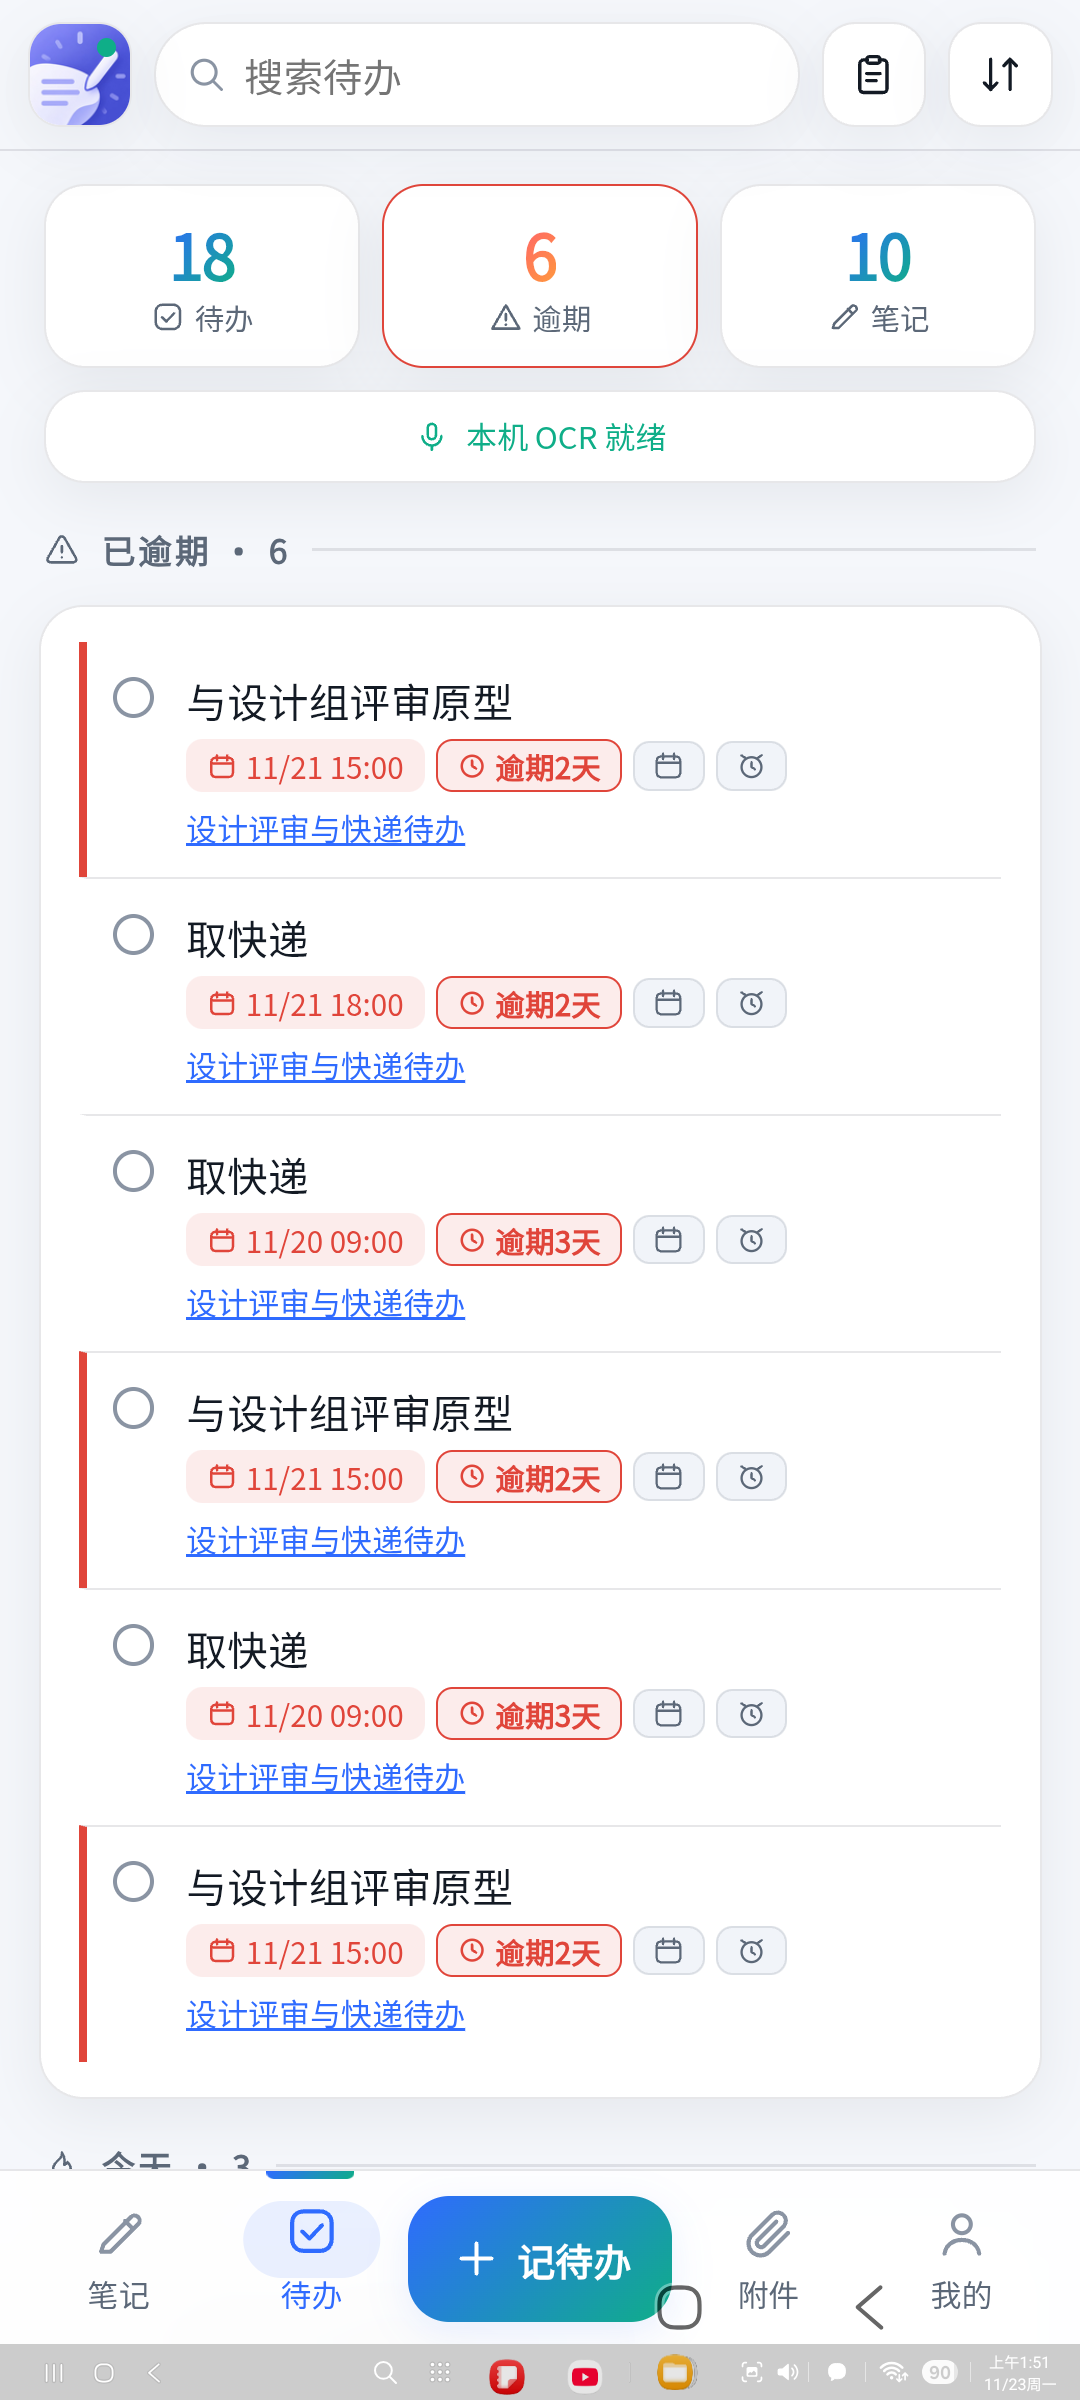 搜索待办
18 6 10
待办 逾期 笔记
本机 OCR 就绪
已逾期 • 6
与设计组评审原型
11/21 15:00 逾期2天
设计评审与快递待办
取快递
11/21 18:00 逾期2天
设计评审与快递待办
取快递
11/20 09:00 逾期3天
设计评审与快递待办
与设计组评审原型
11/21 15:00 逾期2天
设计评审与快递待办
取快递
11/20 09:00 逾期3天
设计评审与快递待办
与设计组评审原型
11/21 15:00 逾期2天
设计评审与快递待办
今天 • 3
笔记 待办 记待办 附件 我的
90 上午1:51
11/23周一